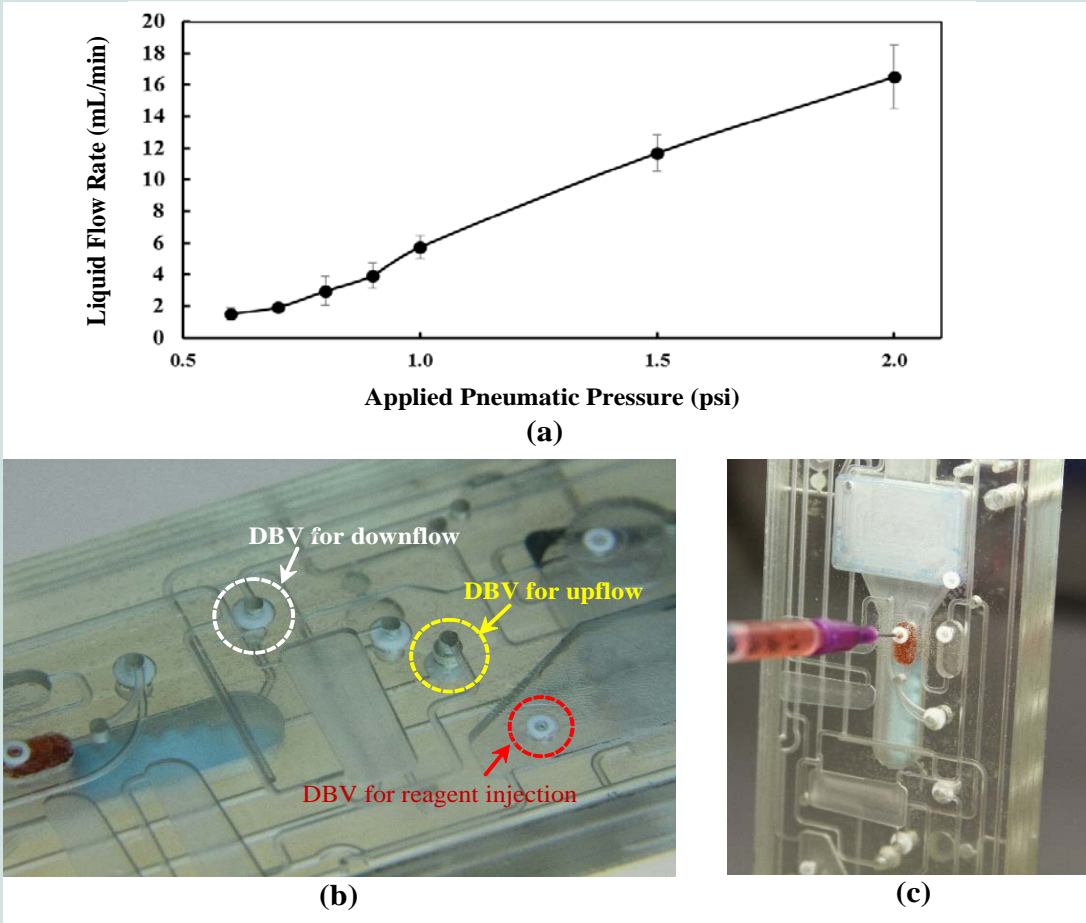 20
18
16
14
12
10
8
6
4
2
0
Liquid Flow Rate (mL/min)
0.5 1.0 1.5 2.0
Applied Pneumatic Pressure (psi)
(a)
DBV for downflow
DBV for upflow
DBV for reagent injection
(b)
(c)